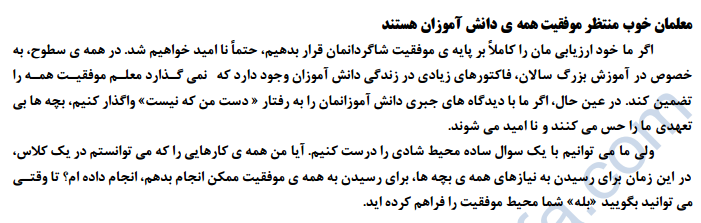 معلمان خوب منتظر موفقیت همه ی دانش آموزان هستند
اگر ما خود ارزیابی مان را کاملاً بر پایه ی موفقیت شاگردانمان قرار بدهیم، حتماً نا امید خواهیم شد. در همه ی سطوح، به
خصوص در آموزش بزرگ سالان، فاکتورهای زیادی در زندگی دانش آموزان وجود دارد که نمی گذارد معلم موفقیت همه را
تضمین کند. در عین حال، اگر ما با دیدگاه های جبری دانش آموزانمان را به رفتار « دست من که نیست» واگذار کنیم، بچه ها بی
تعهدی ما را حس می کنند و نا امید می شوند.
ولی ما می توانیم با یک سوال ساده محیط شادی را درست کنیم. آیا من همه ی کارهایی را که می توانستم در یک کلاس،
در این زمان برای رسیدن به نیازهای همه ی بچه ها، برای رسیدن به همه ی موفقیت ممکن انجام بدهم، انجام داده ام؟ تا وقتی
می توانید بگویید «بله» شما محیط موفقیت را فراهم کرده اید.